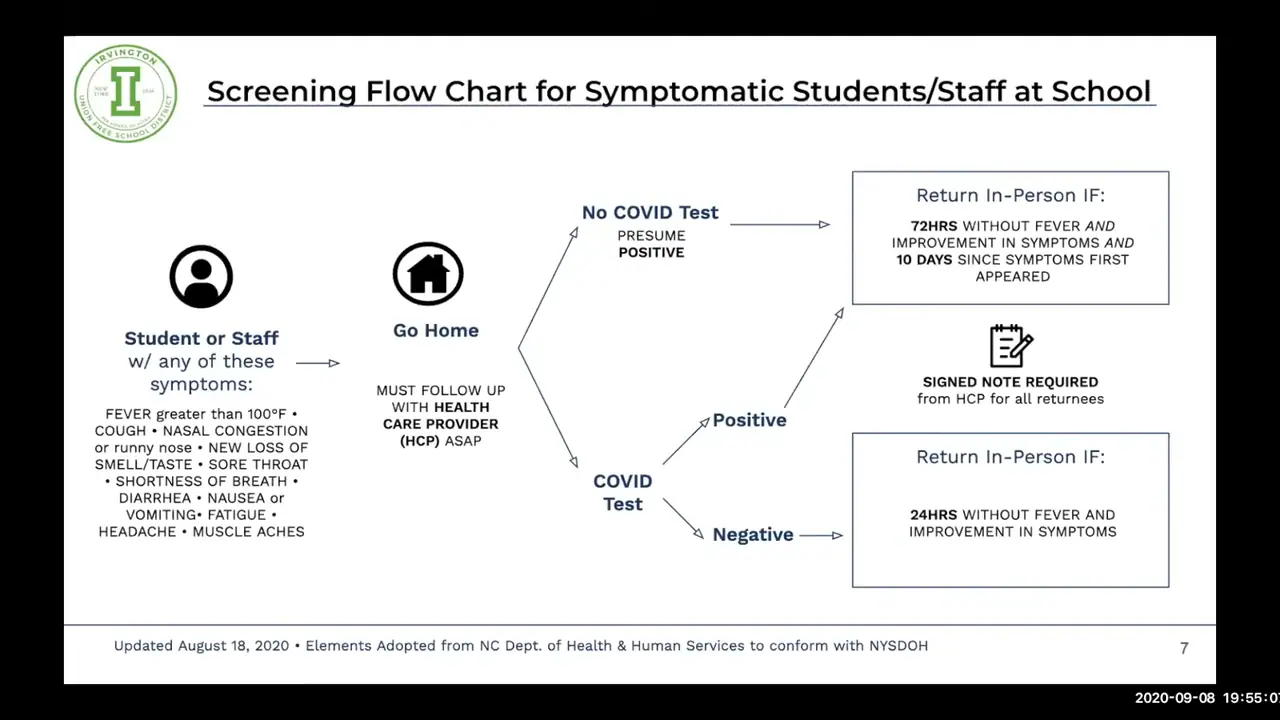 IRVINGTON
UNION FREE SCHOOL DISTRICT
I
Screening Flow Chart for Symptomatic Students/Staff at School
Student or Staff
w/ any of these
symptoms:
FEVER greater than 100°F •
COUGH • NASAL CONGESTION
or runny nose • NEW LOSS OF
SMELL/TASTE • SORE THROAT
• SHORTNESS OF BREATH •
DIARRHEA • NAUSEA or
VOMITING• FATIGUE •
HEADACHE • MUSCLE ACHES
Go Home
MUST FOLLOW UP
WITH HEALTH
CARE PROVIDER
(HCP) ASAP
No COVID Test
PRESUME
POSITIVE
COVID
Test
Positive
Negative
Return In-Person IF:
72HRS WITHOUT FEVER AND
IMPROVEMENT IN SYMPTOMS AND
10 DAYS SINCE SYMPTOMS FIRST
APPEARED
SIGNED NOTE REQUIRED
from HCP for all returnees
Return In-Person IF:
24HRS WITHOUT FEVER AND
IMPROVEMENT IN SYMPTOMS
Updated August 18, 2020 • Elements Adopted from NC Dept. of Health & Human Services to conform with NYSDOH
7
2020-09-08 19:55:0